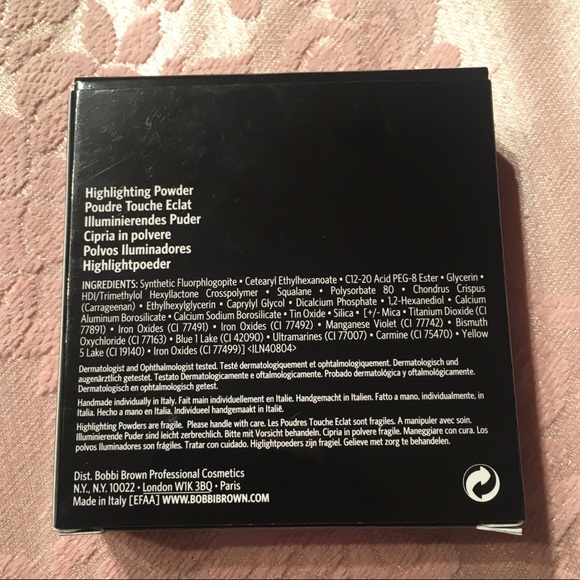 Highlighting Powder
Poudre Touche Eclat
Illuminierendes Puder
Cipria in polvere
Polvos Iluminadores
Highlightpoeder
INGREDIENTS: Synthetic Fluorphlogopite • Cetearyl Ethylhexanoate • C12-20 Acid PEG-8 Ester • Glycerin •
HDI/Trimethylol Hexyllactone Crosspolymer • Squalane • Polysorbate 80 • Chondrus Crispus
(Carrageenan) • Ethylhexylglycerin • Caprylyl Glycol • Dicalcium Phosphate • 1,2-Hexanediol • Calcium
Aluminum Borosilicate • Calcium Sodium Borosilicate • Tin Oxide • Silica • [+/- Mica • Titanium Dioxide (CI
77891) • Iron Oxides (CI 77491) • Iron Oxides (CI 77492) • Manganese Violet (CI 77742) • Bismuth
Oxychloride (CI 77163) • Blue 1 Lake (CI 42090) • Ultramarines (CI 77007) • Carmine (CI 75470) • Yellow
5 Lake (CI 19140) • Iron Oxides (CI 77499)] <ILN40804>
Dermatologist and Ophthalmologist tested. Testé dermatologiquement et ophtalmologiquement. Dermatologisch und
augenärztlich getestet. Testato Dermatologicamente e oftalmologicamente. Probado dermatológica y oftalmológicamente.
Dermatologisch en oftalmologisch getest.
Handmade individually in Italy. Fait main individuellement en Italie. Handgemacht in Italien. Fatto a mano, individualmente, in
Italia. Hecho a mano en Italia. Individueel handgemaakt in Italië.
Highlighting Powders are fragile. Please handle with care. Les Poudres Touche Eclat sont fragiles. A manipuler avec soin.
Illuminierende Puder sind leicht zerbrechlich. Bitte mit Vorsicht behandeln. Cipria in polvere fragile. Maneggiare con cura. Los
polvos Iluminadores son frágiles. Tratar con cuidado. Higlightpoeders zijn fragiel. Gelieve met zorg te behandelen.
Dist. Bobbi Brown Professional Cosmetics
N.Y., N.Y. 10022 • London W1K 3BQ • Paris
Made in Italy [EFAA] WWW.BOBBIBROWN.COM